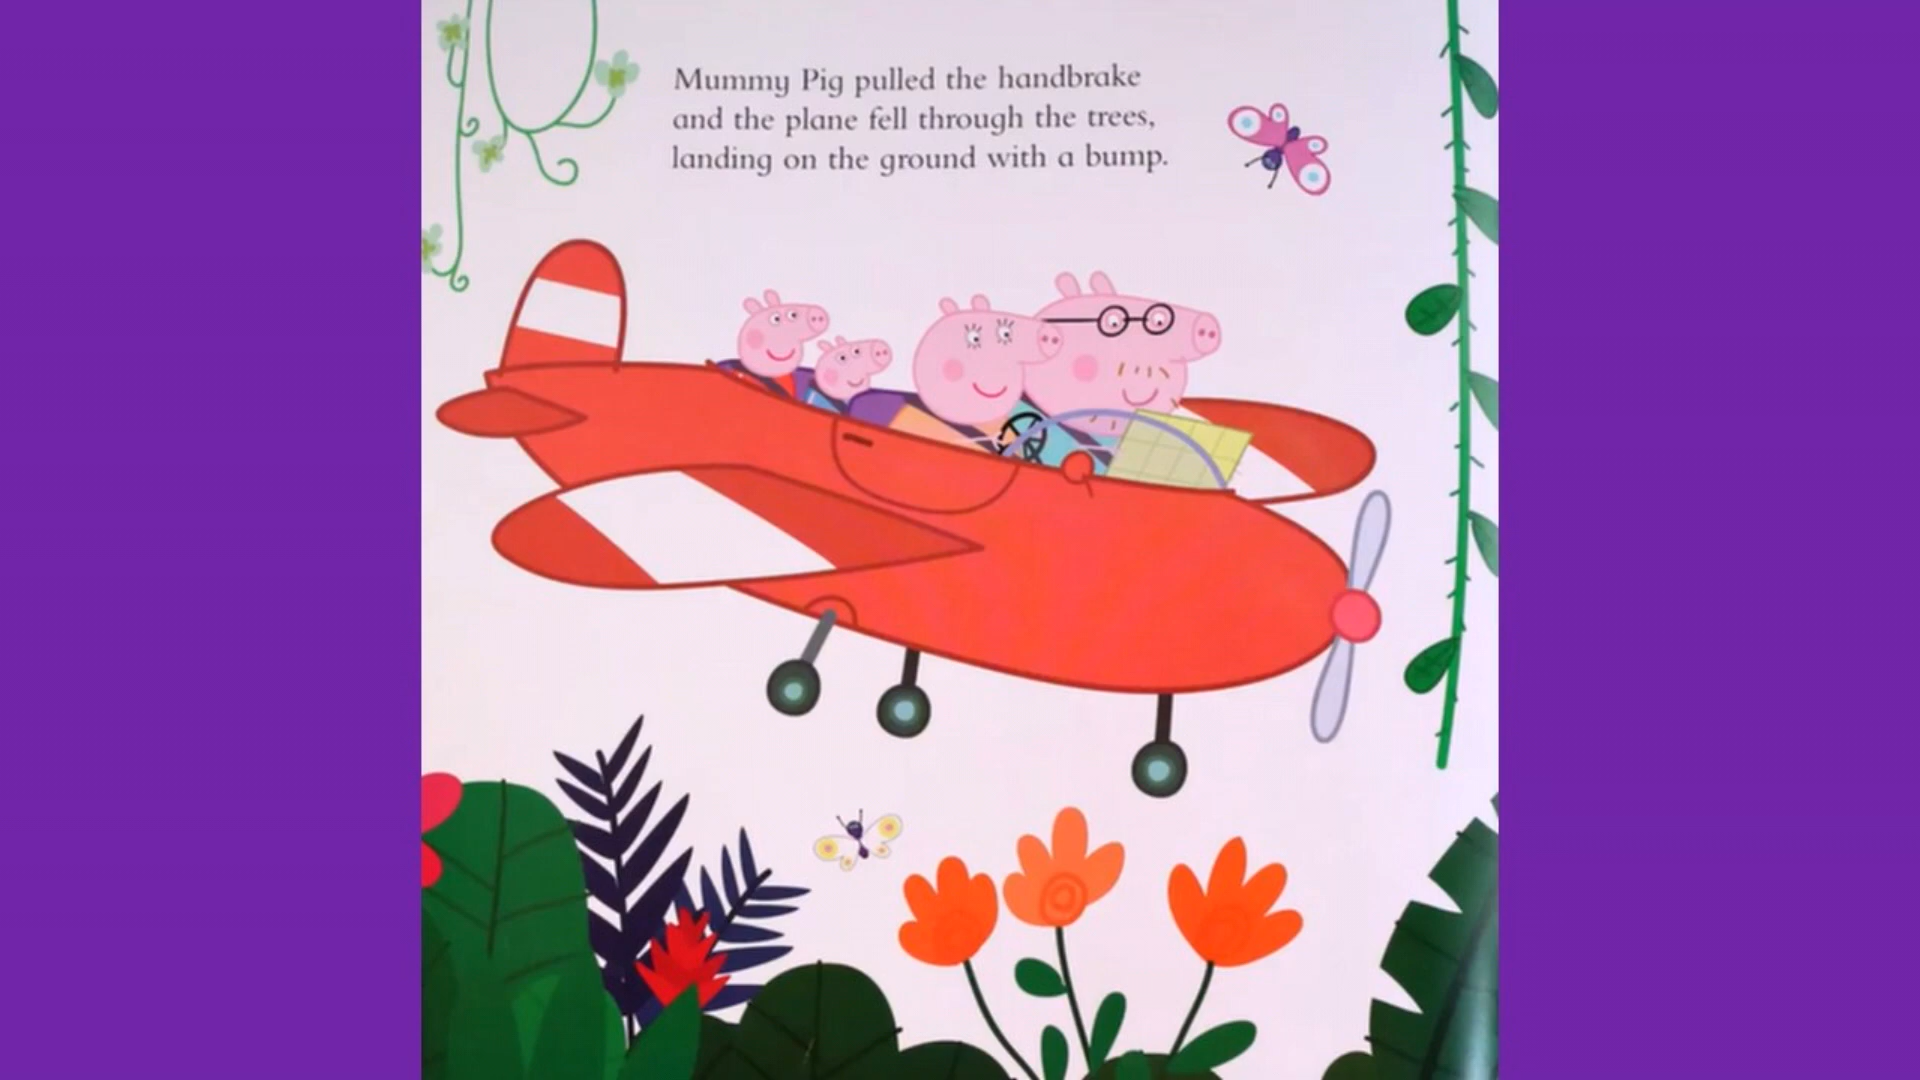 Mummy Pig pulled the handbrake
and the plane fell through the trees,
landing on the ground with a bump.